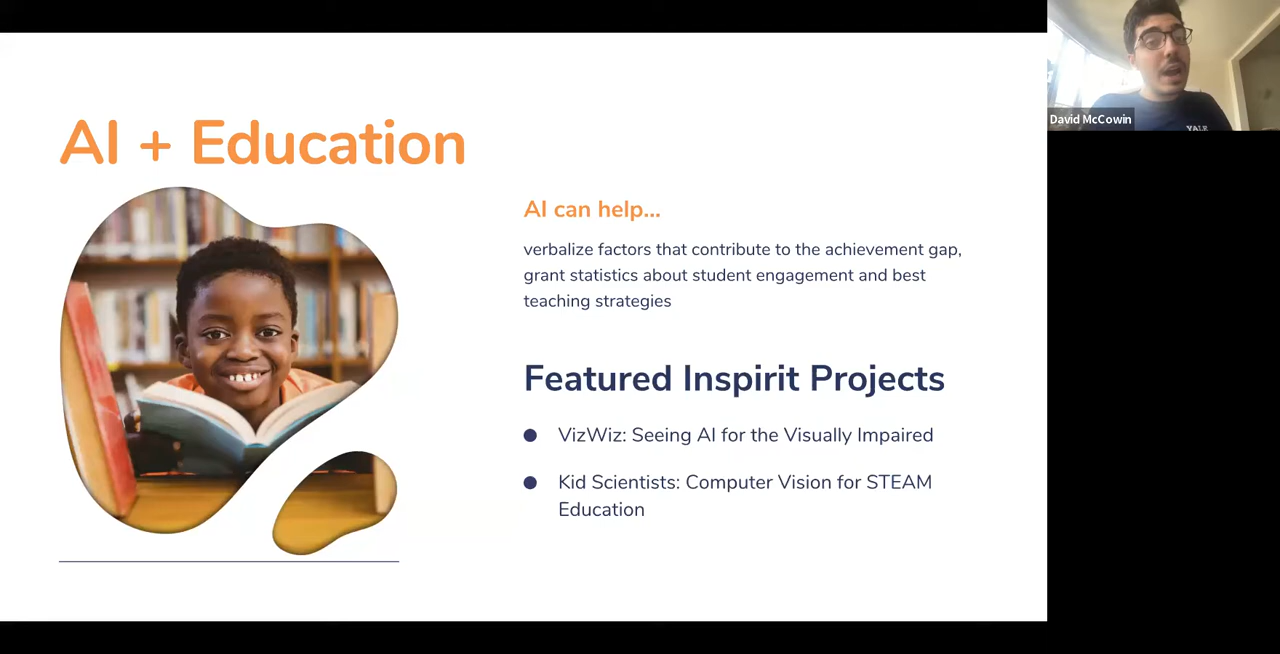 AI + Education
AI can help...
verbalize factors that contribute to the achievement gap,
grant statistics about student engagement and best
teaching strategies
Featured Inspirit Projects
● VizWiz: Seeing AI for the Visually Impaired
● Kid Scientists: Computer Vision for STEAM
Education
David McCowin
YALE